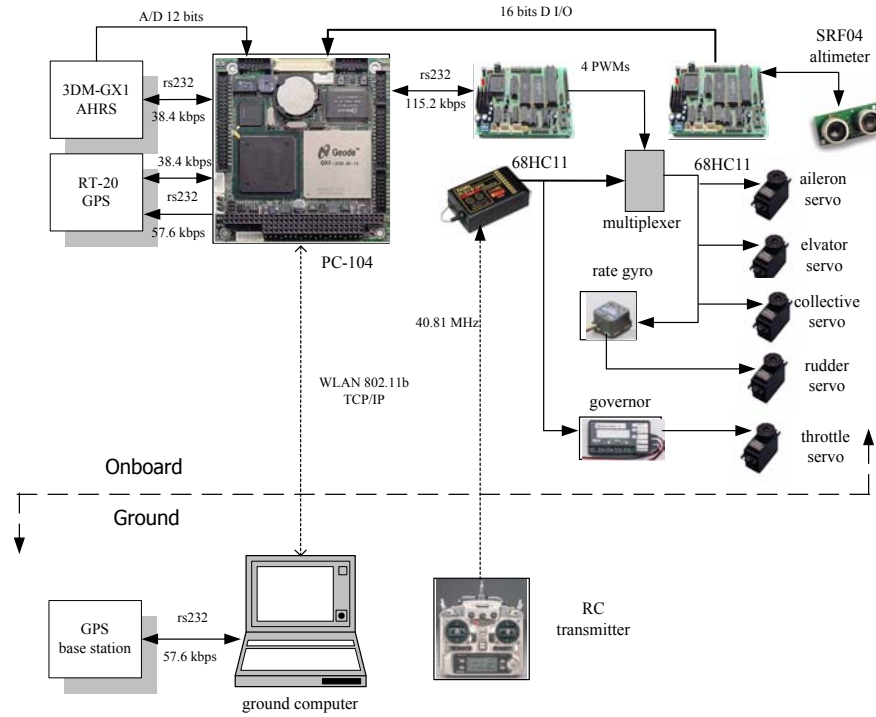 A/D 12 bits
16 bits D I/O
SRF04
altimeter
3DM-GX1
AHRS
rs232
38.4 kbps
rs232
115.2 kbps
4 PWMs
Geode
GX1
RT-20
GPS
38.4 kbps
rs232
57.6 kbps
68HC11
68HC11
multiplexer
aileron
servo
PC-104
elvator
servo
rate gyro
collective
servo
40.81 MHz
WLAN 802.11b
TCP/IP
rudder
servo
governor
throttle
servo
Onboard
Ground
GPS
base station
rs232
57.6 kbps
ground computer
RC
transmitter